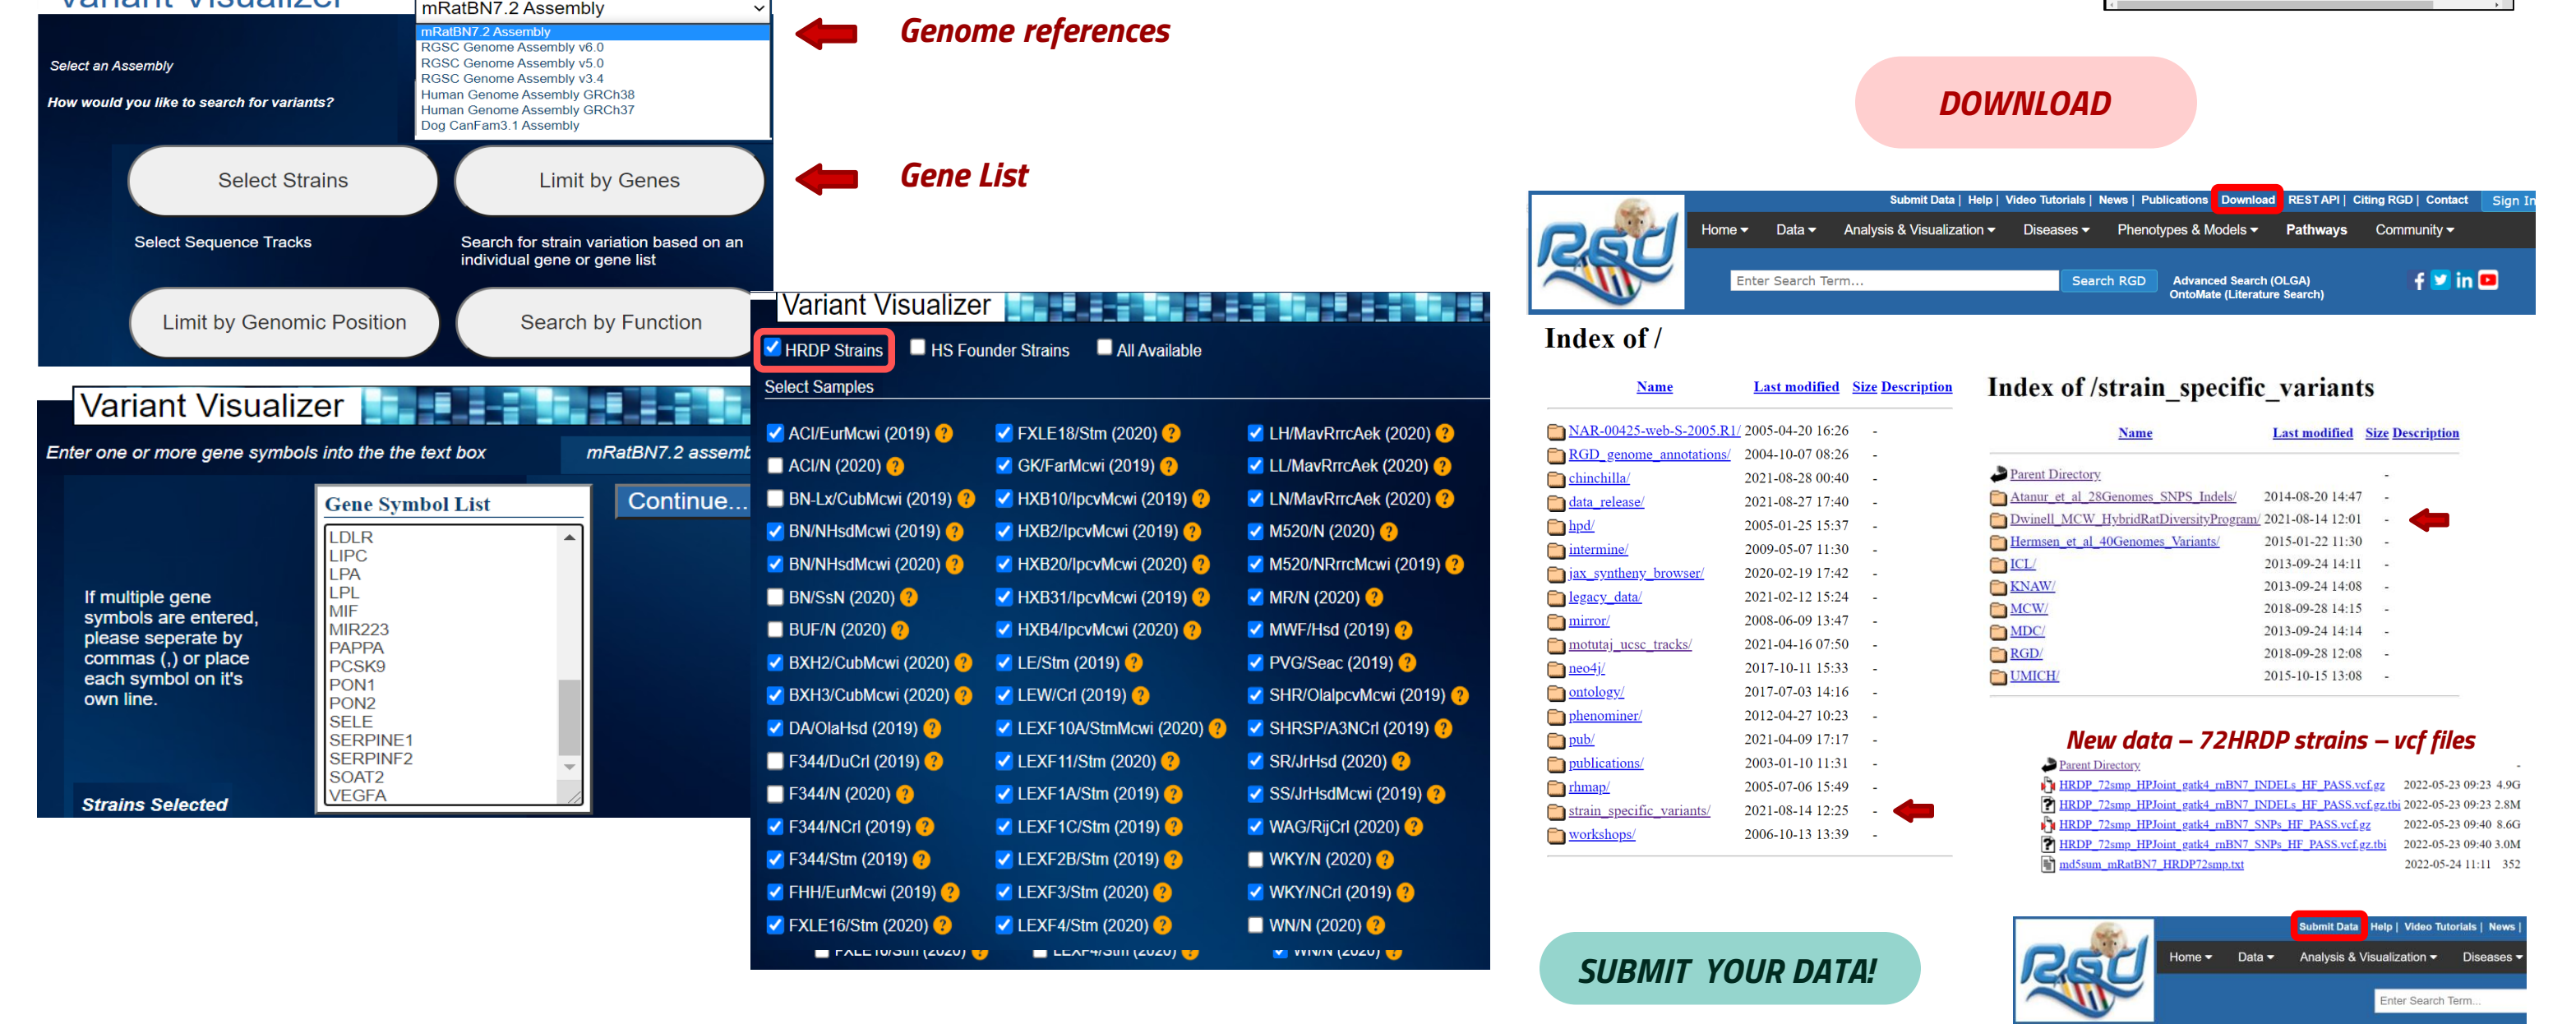 Variant Visualizer
mRatBN7.2 Assembly
mRatBN7.2 Assembly
RGSC Genome Assembly v6.0
RGSC Genome Assembly v5.0
RGSC Genome Assembly v3.4
Human Genome Assembly GRCh38
Human Genome Assembly GRCh37
Dog CanFam3.1 Assembly
Select an Assembly
How would you like to search for variants?
Genome references
Select Strains
Limit by Genes
Gene List
Select Sequence Tracks
Search for strain variation based on an
individual gene or gene list
Limit by Genomic Position
Search by Function
Variant Visualizer
Enter one or more gene symbols into the the text box
mRatBN7.2 assemb
If multiple gene
symbols are entered,
please seperate by
commas (,) or place
each symbol on it's
own line.
Strains Selected
Gene Symbol List
LDLR
LIPC
LPA
LPL
MIF
MIR223
PAPPA
PCSK9
PON1
PON2
SELE
SERPINE1
SERPINF2
SOAT2
VEGFA
Continue...
Variant Visualizer
HRDP Strains HS Founder Strains All Available
Select Samples
ACI/EurMcwi (2019) ? FXLE18/Stm (2020) ? LH/MavRrrcAek (2020) ?
ACI/N (2020) ? GK/FarMcwi (2019) ? LL/MavRrrcAek (2020) ?
BN-Lx/CubMcwi (2019) ? HXB10/IpcvMcwi (2019) ? LN/MavRrrcAek (2020) ?
BN/NHsdMcwi (2019) ? HXB2/IpcvMcwi (2019) ? M520/N (2020) ?
BN/NHsdMcwi (2020) ? HXB20/IpcvMcwi (2020) ? M520/NRrrcMcwi (2019) ?
BN/SsN (2020) ? HXB31/IpcvMcwi (2019) ? MR/N (2020) ?
BUF/N (2020) ? HXB4/IpcvMcwi (2020) ? MWF/Hsd (2019) ?
BXH2/CubMcwi (2020) ? LE/Stm (2019) ? PVG/Seac (2019) ?
BXH3/CubMcwi (2020) ? LEW/Crl (2019) ? SHR/OlalpcvMcwi (2019) ?
DA/OlaHsd (2019) ? LEXF10A/StmMcwi (2020) ? SHRSP/A3NCrl (2019) ?
F344/DuCrl (2019) ? LEXF11/Stm (2020) ? SR/JrHsd (2020) ?
F344/N (2020) ? LEXF1A/Stm (2019) ? SS/JrHsdMcwi (2019) ?
F344/NCrl (2019) ? LEXF1C/Stm (2019) ? WAG/RijCrl (2020) ?
F344/Stm (2019) ? LEXF2B/Stm (2019) ? WKY/N (2020) ?
FHH/EurMcwi (2019) ? LEXF3/Stm (2020) ? WKY/NCrl (2019) ?
FXLE16/Stm (2020) ? LEXF4/Stm (2020) ? WN/N (2020) ?
FXLE16/Stm (2020) ? LEXF4/Stm (2020) ? WN/N (2020) ?
DOWNLOAD
Submit Data | Help | Video Tutorials | News | Publications Download REST API | Citing RGD | Contact Sign In
RGD
Home Data Analysis & Visualization Diseases Phenotypes & Models Pathways Community
Enter Search Term... Search RGD Advanced Search (OLGA)
OntoMate (Literature Search)
Index of /
Name Last modified Size Description
NAR-00425-web-S-2005.R1/ 2005-04-20 16:26 -
RGD_genome_annotations/ 2004-10-07 08:26 -
chinchilla/ 2021-08-28 00:40 -
data_release/ 2021-08-27 17:40 -
hpd/ 2005-01-25 15:37 -
intermine/ 2009-05-07 11:30 -
jax_syntheny_browser/ 2020-02-19 17:42 -
legacy_data/ 2021-02-12 15:24 -
mirror/ 2008-06-09 13:47 -
motutaj_ucsc_tracks/ 2021-04-16 07:50 -
neo4j/ 2017-10-11 15:33 -
ontology/ 2017-07-03 14:16 -
phenominer/ 2012-04-27 10:23 -
pub/ 2021-04-09 17:17 -
publications/ 2003-01-10 11:31 -
rhmap/ 2005-07-06 15:49 -
strain_specific_variants/ 2021-08-14 12:25 -
workshops/ 2006-10-13 13:39 -
Index of /strain_specific_variants
Name Last modified Size Description
Parent Directory -
Atanur_et_al_28Genomes_SNPS_Indels/ 2014-08-20 14:47 -
Dwinell_MCW_HybridRatDiversityProgram/ 2021-08-14 12:01 -
Hermsen_et_al_40Genomes_Variants/ 2015-01-22 11:30 -
ICL/ 2013-09-24 14:11 -
KNAW/ 2013-09-24 14:08 -
MCW/ 2018-09-28 14:15 -
MDC/ 2013-09-24 14:14 -
RGD/ 2018-09-28 12:08 -
UMICH/ 2015-10-15 13:08 -
New data – 72HRDP strains – vcf files
Parent Directory -
HRDP_72smp_HPJoint_gatk4_rnBN7_INDELs_HF_PASS.vcf.gz 2022-05-23 09:23 4.9G
HRDP_72smp_HPJoint_gatk4_rnBN7_INDELs_HF_PASS.vcf.gz.tbi 2022-05-23 09:23 2.8M
HRDP_72smp_HPJoint_gatk4_rnBN7_SNPs_HF_PASS.vcf.gz 2022-05-23 09:40 8.6G
HRDP_72smp_HPJoint_gatk4_rnBN7_SNPs_HF_PASS.vcf.gz.tbi 2022-05-23 09:40 3.0M
md5sum_mRatBN7_HRDP72smp.txt 2022-05-24 11:11 352
SUBMIT YOUR DATA!
Submit Data Help | Video Tutorials | News |
RGD
Home Data Analysis & Visualization Diseases
Enter Search Term...